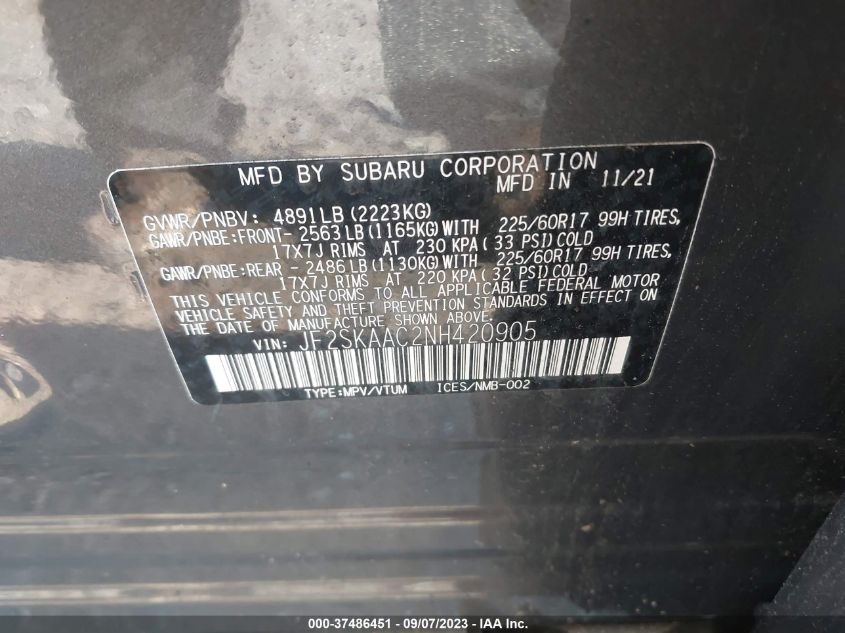 MFD BY SUBARU CORPORATION
MFD IN 11/21
GVWR/PNBV: 4891LB(2223KG)
GAWR/PNBE:FRONT- 2563LB(1165KG)WITH 225/60R17 99H TIRES,
17X7J RIMS AT 230 KPA( 33 PSI)COLD
GAWR/PNBE:REAR - 2486LB(1130KG)WITH 225/60R17 99H TIRES,
17X7J RIMS AT 220 KPA( 32 PSI)COLD
THIS VEHICLE CONFORMS TO ALL APPLICABLE FEDERAL MOTOR
VEHICLE SAFETY AND THEFT PREVENTION STANDARDS IN EFFECT ON
THE DATE OF MANUFACTURE SHOWN ABOVE.
VIN: JF2SKAAC2NH420905
TYPE:MPV/VTUM ICES/NMB-002
000-37486451 - 09/07/2023 - IAA Inc.